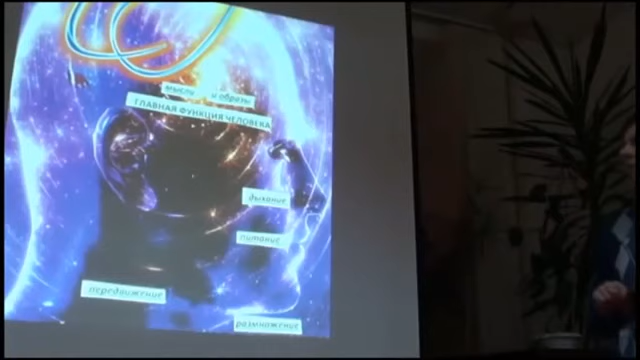 мысли и образы
ГЛАВНАЯ ФУНКЦИЯ ЧЕЛОВЕКА
дыхание
питание
передвижение
размножение